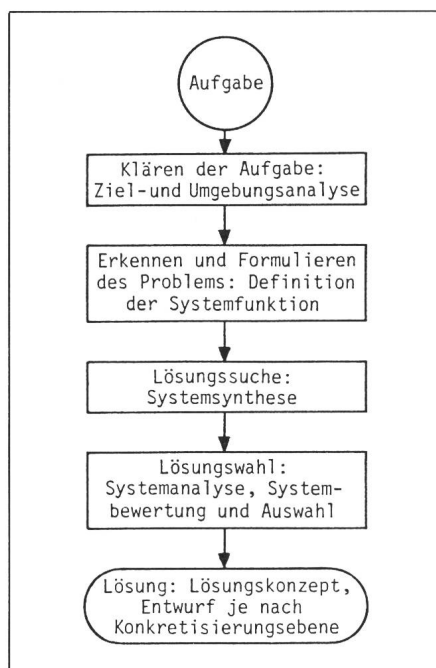 Aufgabe
Klären der Aufgabe:
Ziel-und Umgebungsanalyse
Erkennen und Formulieren
des Problems: Definition
der Systemfunktion
Lösungssuche:
Systemsynthese
Lösungswahl:
Systemanalyse, System-
bewertung und Auswahl
Lösung: Lösungskonzept,
Entwurf je nach
Konkretisierungsebene